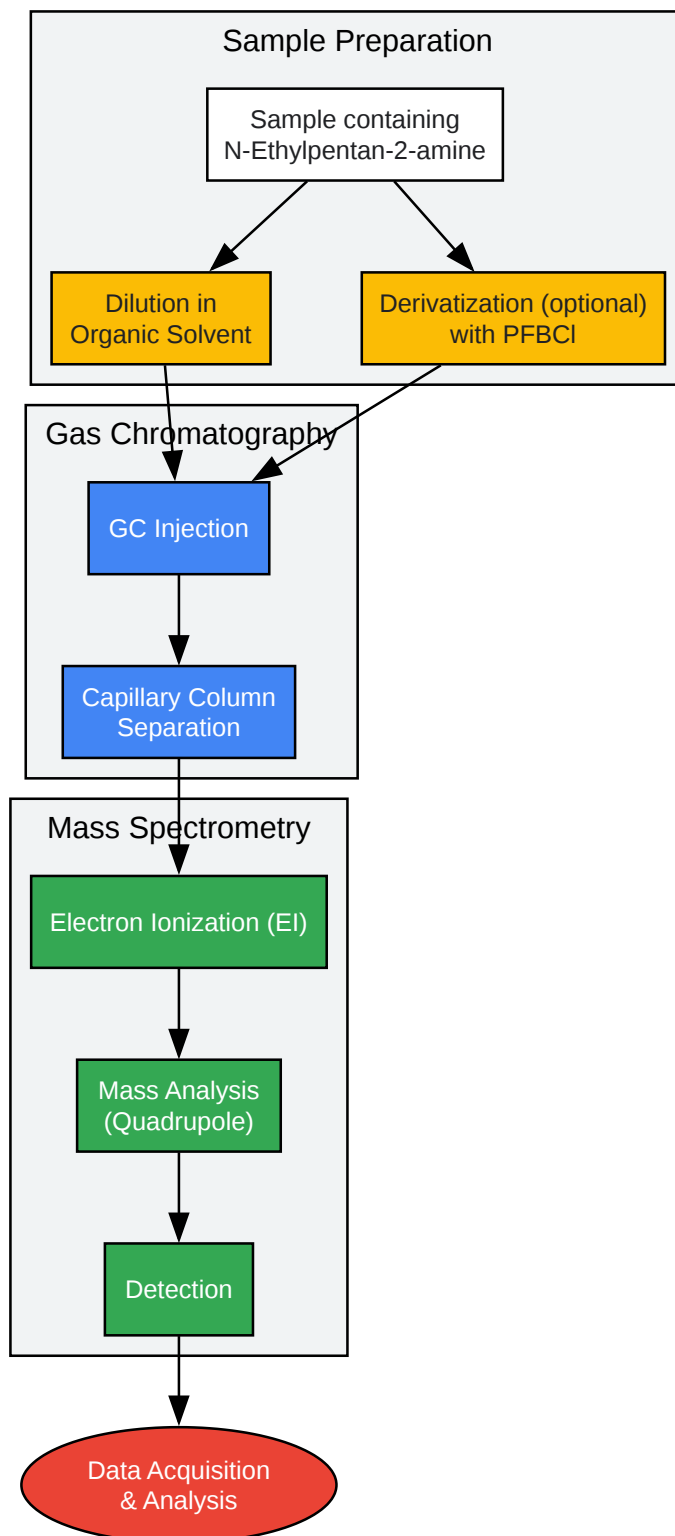 Sample Preparation
Sample containing
N-Ethylpentan-2-amine
Dilution in
Organic Solvent
Derivatization (optional)
with PFBCl
Gas Chromatography
GC Injection
Capillary Column
Separation
Mass Spectrometry
Electron Ionization (EI)
Mass Analysis
(Quadrupole)
Detection
Data Acquisition
& Analysis